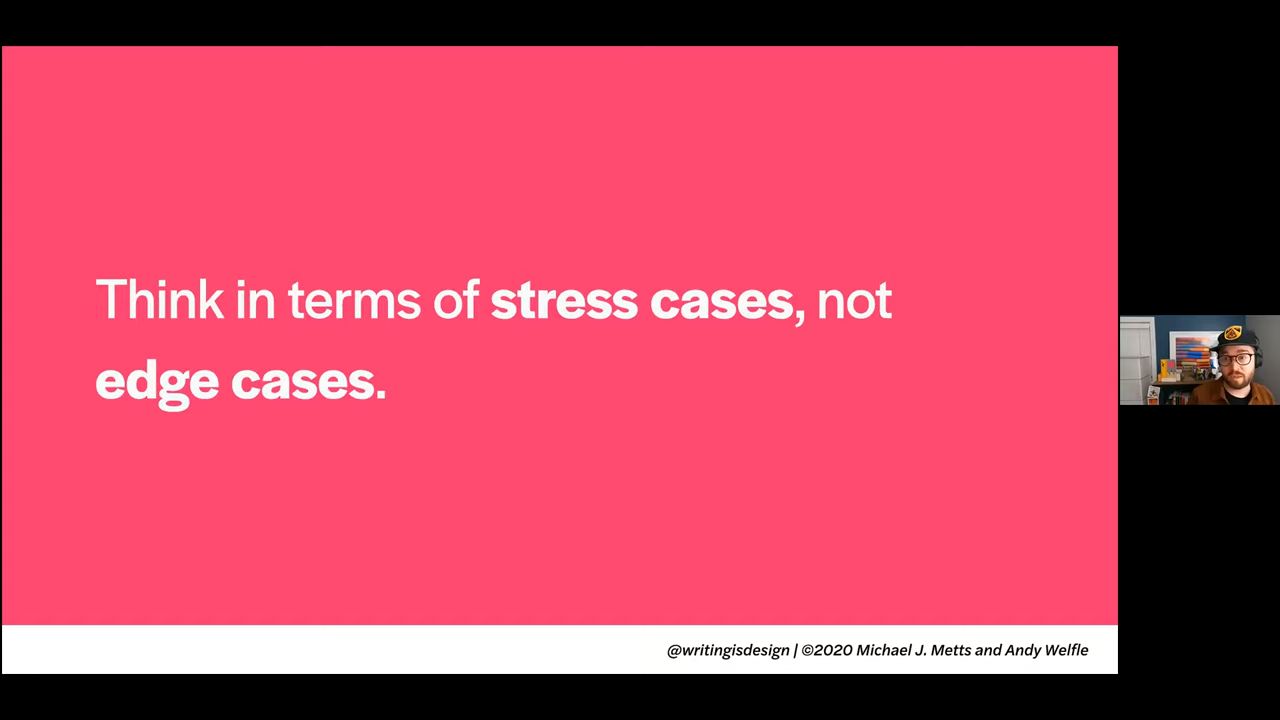 Think in terms of stress cases, not
edge cases.
@writingisdesign | ©2020 Michael J. Metts and Andy Welfle